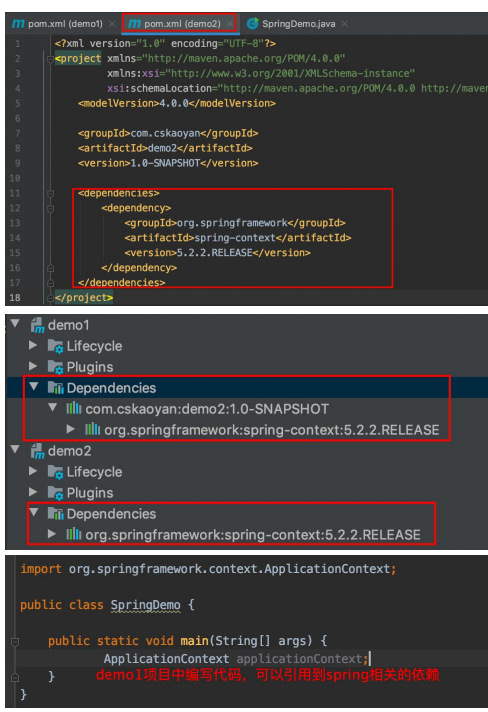 pom.xml (demo1) × pom.xml (demo2) × SpringDemo.java ×
1 <?xml version="1.0" encoding="UTF-8"?>
2 <project xmlns="http://maven.apache.org/POM/4.0.0"
3 xmlns:xsi="http://www.w3.org/2001/XMLSchema-instance"
4 xsi:schemaLocation="http://maven.apache.org/POM/4.0.0 http://maven
5 <modelVersion>4.0.0</modelVersion>
6
7 <groupId>com.cskaoyan</groupId>
8 <artifactId>demo2</artifactId>
9 <version>1.0-SNAPSHOT</version>
10
11 <dependencies>
12 <dependency>
13 <groupId>org.springframework</groupId>
14 <artifactId>spring-context</artifactId>
15 <version>5.2.2.RELEASE</version>
16 </dependency>
17 </dependencies>
18 </project>
demo1
Lifecycle
Plugins
Dependencies
com.cskaoyan:demo2:1.0-SNAPSHOT
org.springframework:spring-context:5.2.2.RELEASE
demo2
Lifecycle
Plugins
Dependencies
org.springframework:spring-context:5.2.2.RELEASE
import org.springframework.context.ApplicationContext;
public class SpringDemo {
public static void main(String[] args) {
ApplicationContext applicationContext;
} demo1项目中编写代码，可以引用到spring相关的依赖
}